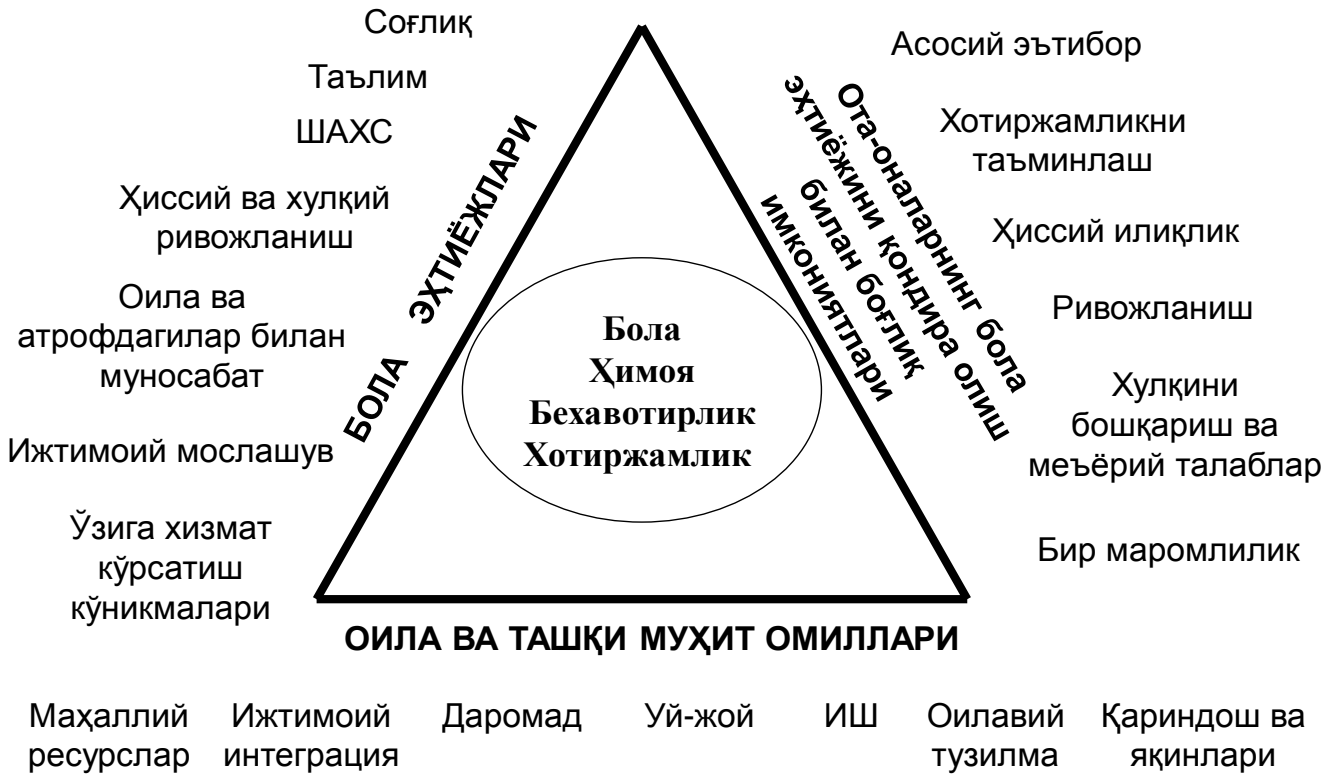 Соғлиқ
Таълим
ШАХС
Ҳиссий ва хулқий
ривожланиш
Оила ва
атрофдагилар билан
муносабат
Ижтимоий мослашув
Ўзига хизмат
кўрсатиш
кўникмалари
БОЛА ЭҲТИЁЖЛАРИ
Бола
Ҳимоя
Бехавотирлик
Хотиржамлик
Ота-оналарнинг бола
эҳтиёжини қондира олиш
билан боғлиқ
имкониятлари
Асосий эътибор
Хотиржамликни
таъминлаш
Ҳиссий илиқлик
Ривожланиш
Хулқини
бошқариш ва
меъёрий талаблар
Бир маромлилик
ОИЛА ВА ТАШҚИ МУҲИТ ОМИЛЛАРИ
Маҳаллий
ресурслар
Ижтимоий
интеграция
Даромад
Уй-жой
ИШ
Оилавий
тузилма
Қариндош ва
яқинлари